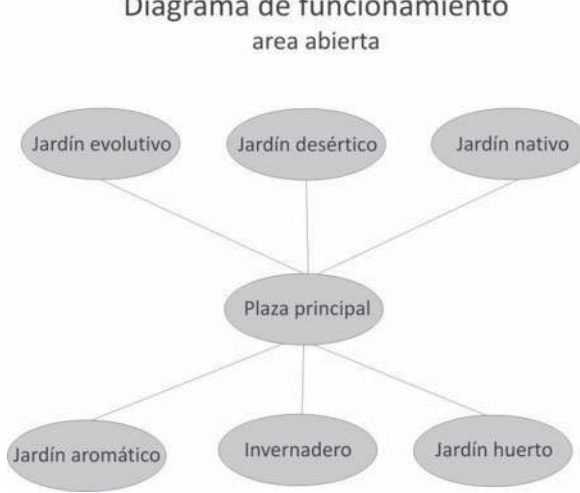 Diagrama de funcionamiento
area abierta
Jardín evolutivo
Jardín desértico
Jardín nativo
Plaza principal
Jardín aromático
Invernadero
Jardín huerto